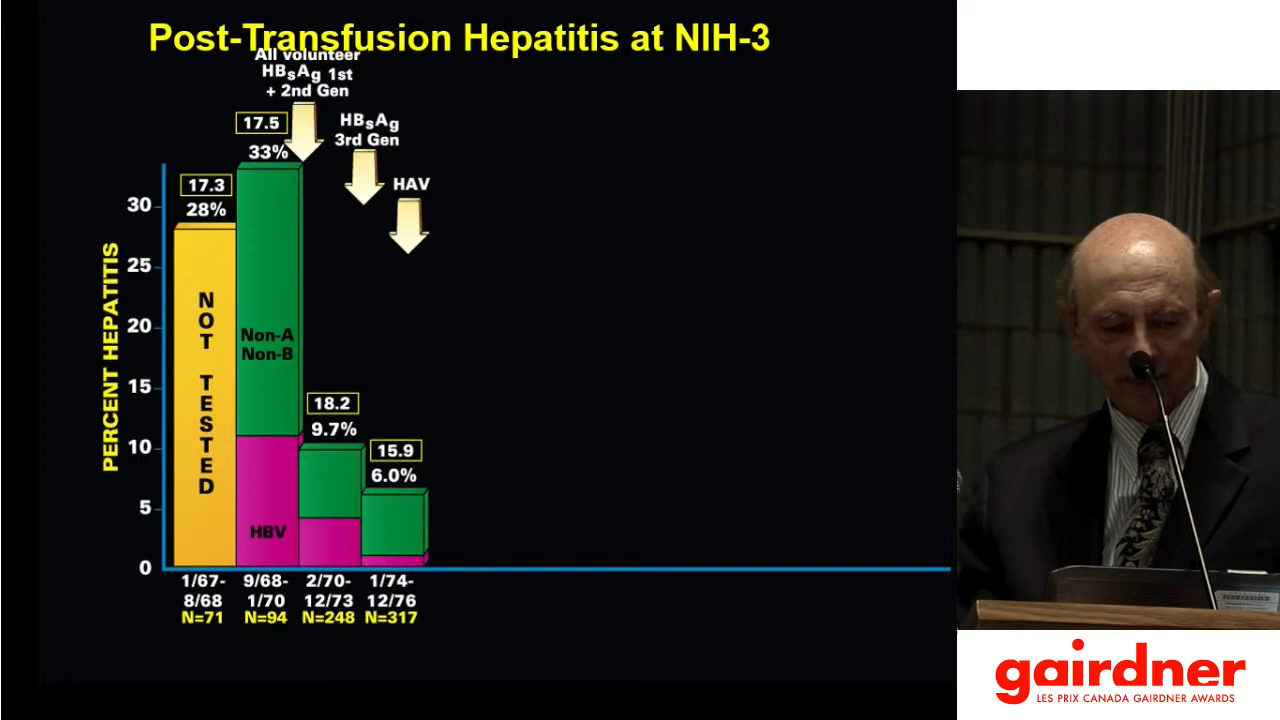 Post-Transfusion Hepatitis at NIH-3
All volunteer
HBsAg 1st
+ 2nd Gen
17.5
33%
HBsAg
3rd Gen
HAV
17.3
28%
30
25
20
15
10
5
0
PERCENT HEPATITIS
NOT TESTED
Non-A
Non-B
HBV
18.2
9.7%
15.9
6.0%
1/67-
8/68
N=71
9/68-
1/70
N=94
2/70-
12/73
N=248
1/74-
12/76
N=317
gairdner
LES PRIX CANADA GAIRDNER AWARDS